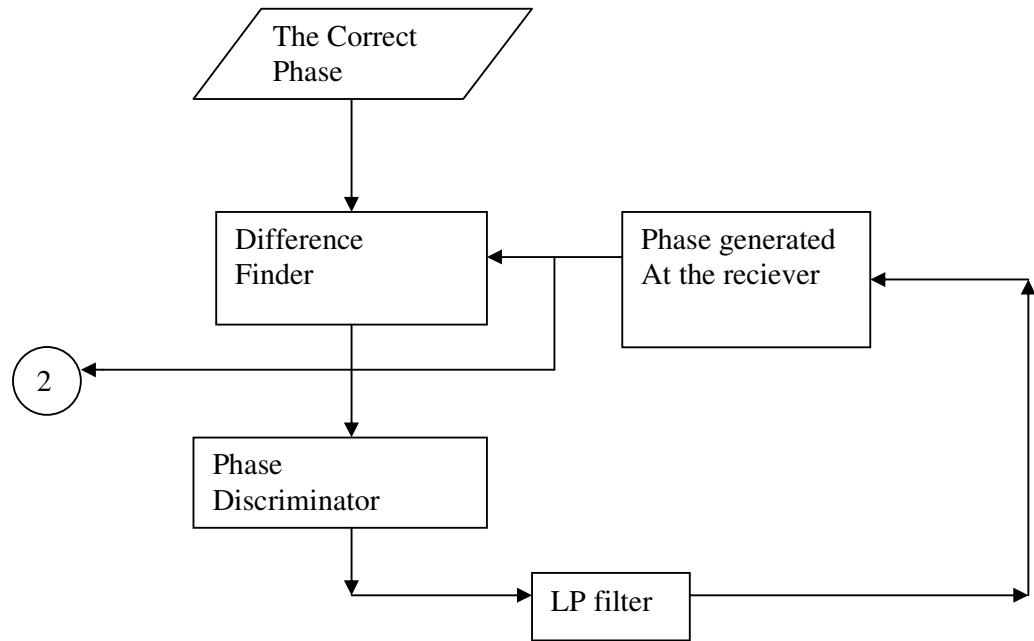 The Correct
Phase
Difference
Finder
Phase generated
At the reciever
2
Phase
Discriminator
LP filter